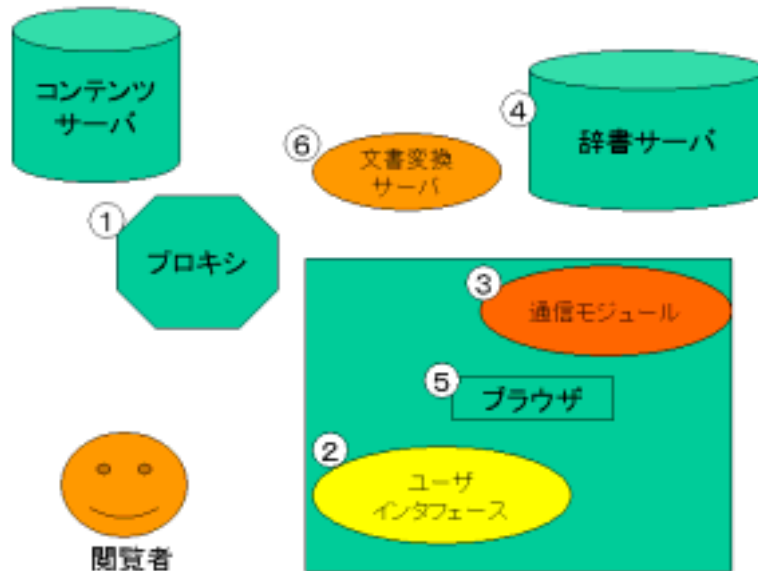 コンテンツ
サーバ
④
辞書サーバ
⑥
文書変換
サーバ
①
プロキシ
③
通信モジュール
⑤
ブラウザ
②
ユーザ
インタフェース
閲覧者